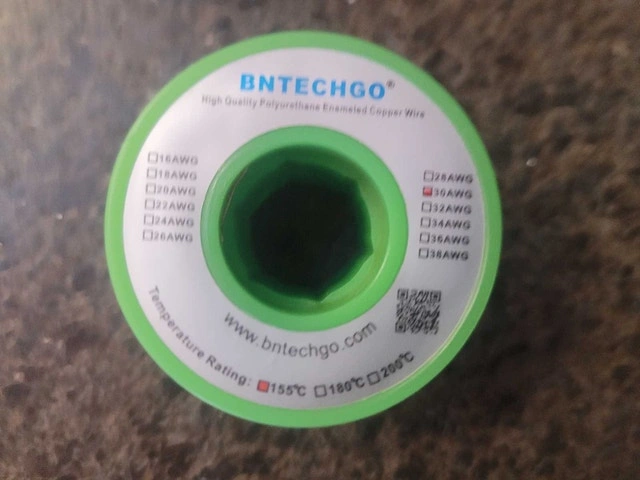 BNTECHGO®
High Quality Polyurethane Enameled Copper Wire
16AWG
18AWG
20AWG
22AWG
24AWG
26AWG
28AWG
30AWG
32AWG
34AWG
36AWG
38AWG
www.bntechgo.com
Temperature Rating: 155℃ 180℃ 200℃